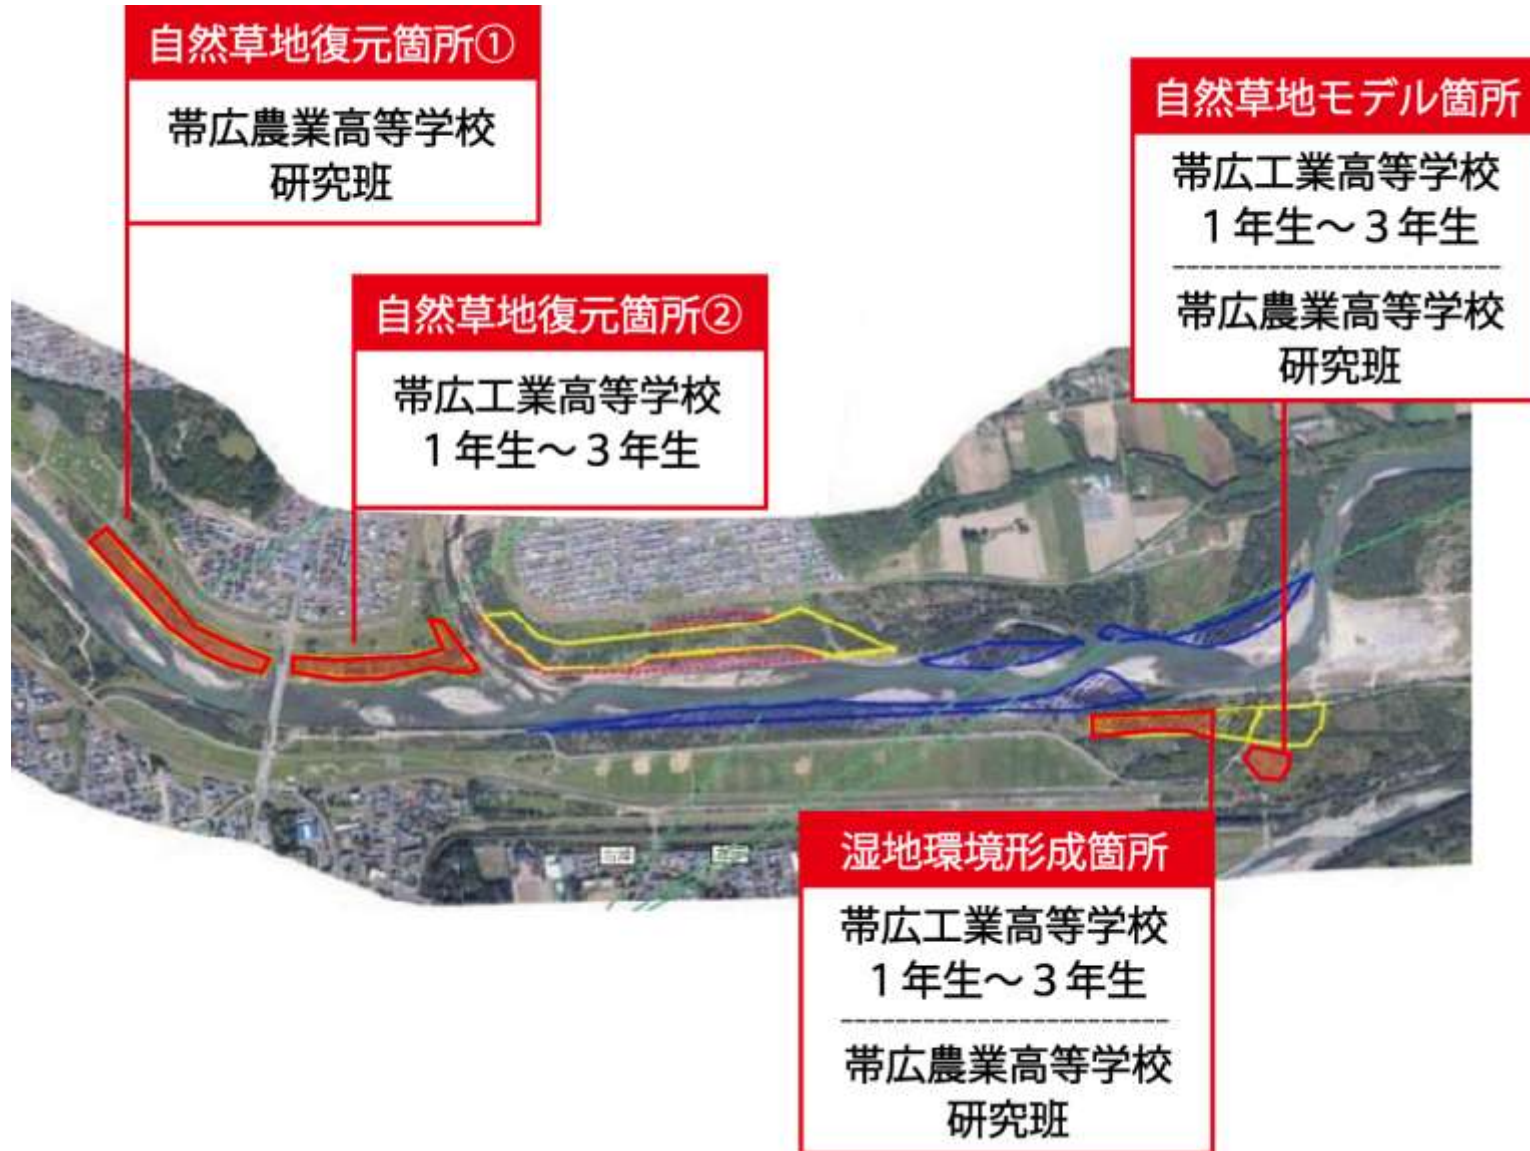 自然草地復元箇所①
帯広農業高等学校
研究班
自然草地モデル箇所
帯広工業高等学校
1年生～3年生
帯広農業高等学校
研究班
自然草地復元箇所②
帯広工業高等学校
1年生～3年生
湿地環境形成箇所
帯広工業高等学校
1年生～3年生
帯広農業高等学校
研究班